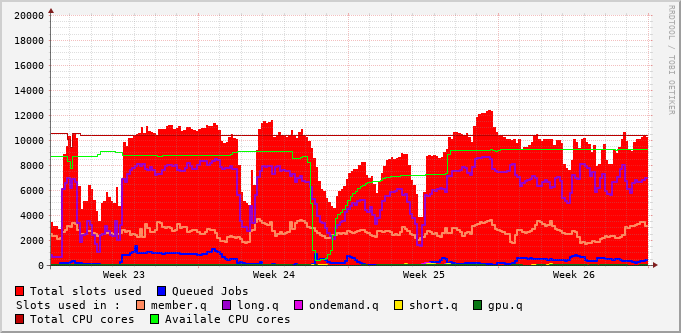 20000
18000
16000
14000
12000
10000
8000
6000
4000
2000
0
Week 23 Week 24 Week 25 Week 26
Total slots used Queued Jobs
Slots used in : member.q long.q ondemand.q short.q gpu.q
Total CPU cores Availale CPU cores
RRDTOOL / TOBI OETIKER